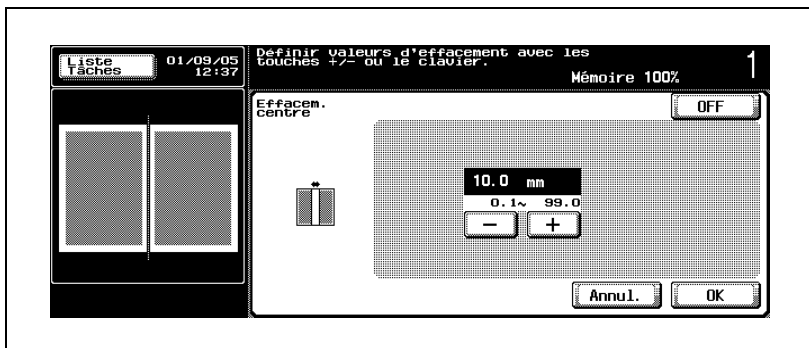 Liste
Tâches
01/09/05
12:37
Définir valeurs d'effacement avec les
touches +/- ou le clavier.
Mémoire 100%
1
Effacem.
centre
OFF
10.0 mm
0.1~ 99.0
- +
Annul. OK